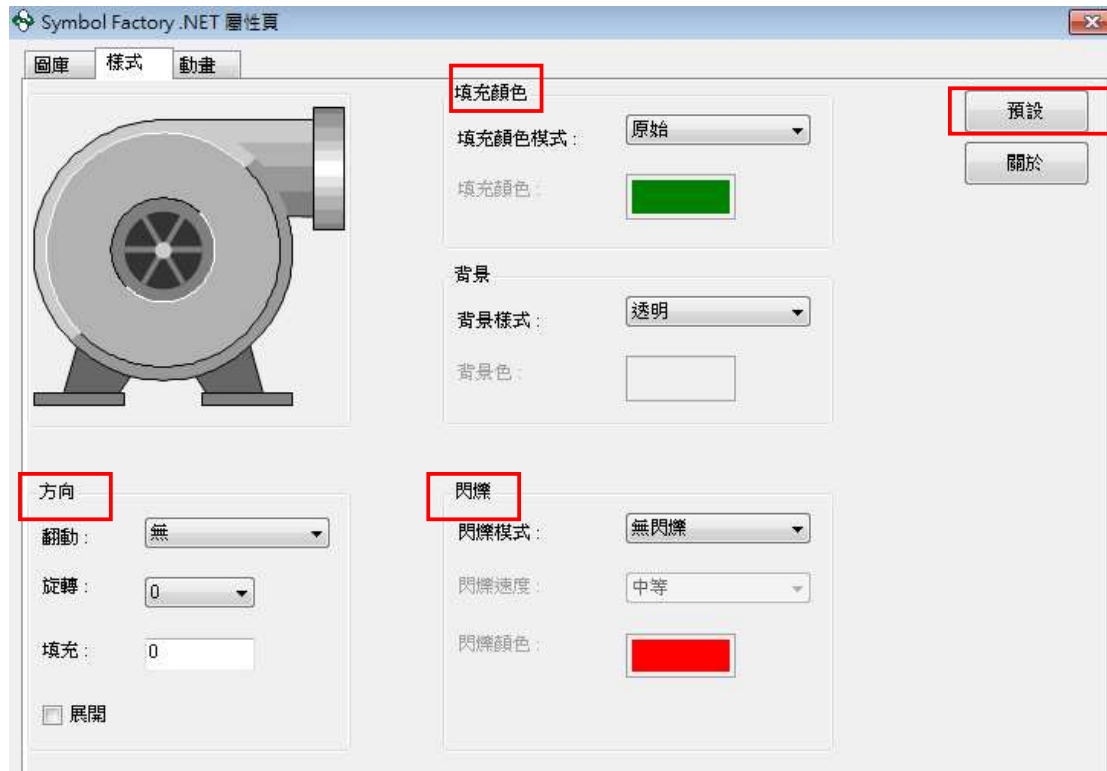 Symbol Factory .NET 屬性頁
圖庫 樣式 動畫
填充顏色
填充顏色模式 : 原始
填充顏色 :
背景
背景樣式 : 透明
背景色 :
預設
關於
方向
翻動 : 無
旋轉 : 0
填充 : 0
展開
閃爍
閃爍模式 : 無閃爍
閃爍速度 : 中等
閃爍顏色 :